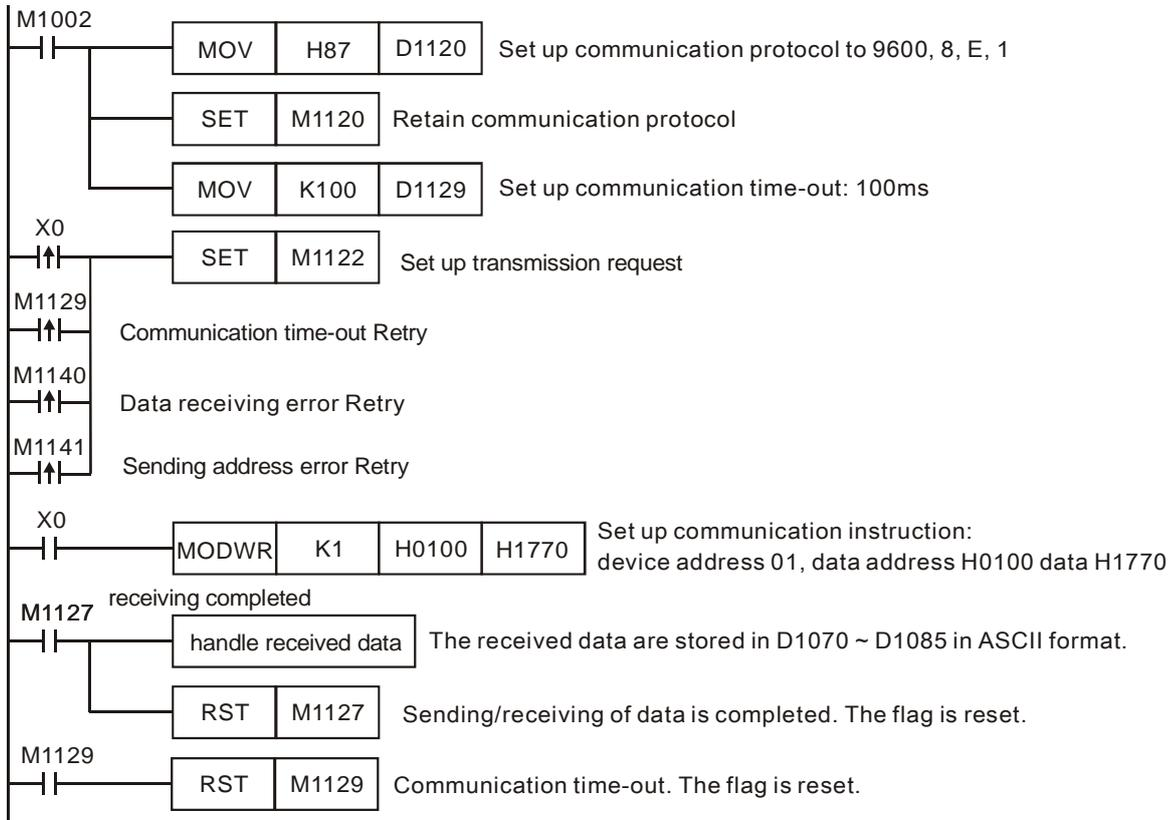 M1002
MOV H87 D1120 Set up communication protocol to 9600, 8, E, 1
SET M1120 Retain communication protocol
MOV K100 D1129 Set up communication time-out: 100ms
X0
SET M1122 Set up transmission request
M1129
Communication time-out Retry
M1140
Data receiving error Retry
M1141
Sending address error Retry
X0
MODWR K1 H0100 H1770 Set up communication instruction:
device address 01, data address H0100 data H1770
receiving completed
M1127
handle received data The received data are stored in D1070 ~ D1085 in ASCII format.
RST M1127 Sending/receiving of data is completed. The flag is reset.
M1129
RST M1129 Communication time-out. The flag is reset.